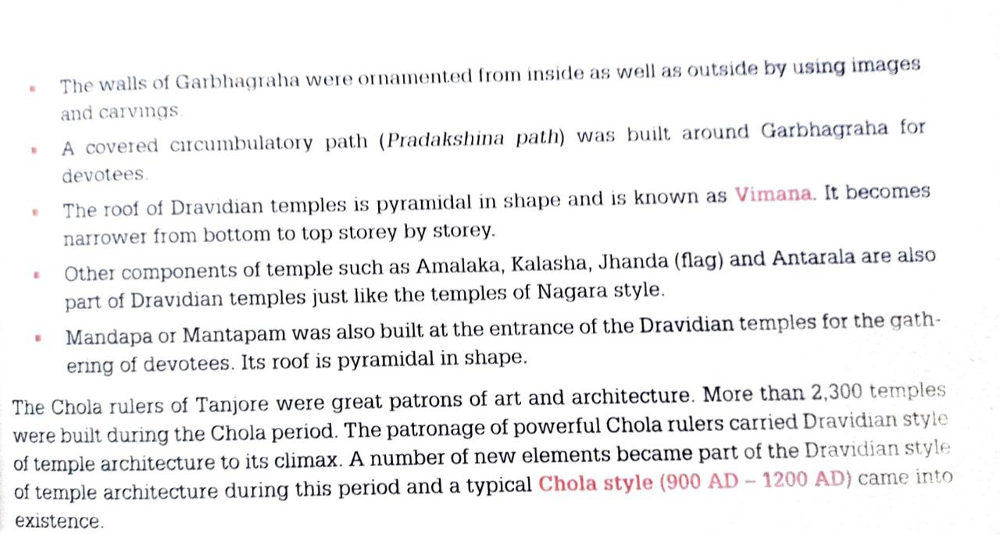 ▪ The walls of Garbhagraha were ornamented from inside as well as outside by using images
and carvings.
▪ A covered circumbulatory path (Pradakshina path) was built around Garbhagraha for
devotees.
▪ The roof of Dravidian temples is pyramidal in shape and is known as Vimana. It becomes
narrower from bottom to top storey by storey.
▪ Other components of temple such as Amalaka, Kalasha, Jhanda (flag) and Antarala are also
part of Dravidian temples just like the temples of Nagara style.
▪ Mandapa or Mantapam was also built at the entrance of the Dravidian temples for the gath-
ering of devotees. Its roof is pyramidal in shape.
The Chola rulers of Tanjore were great patrons of art and architecture. More than 2,300 temples
were built during the Chola period. The patronage of powerful Chola rulers carried Dravidian style
of temple architecture to its climax. A number of new elements became part of the Dravidian style
of temple architecture during this period and a typical Chola style (900 AD – 1200 AD) came into
existence.